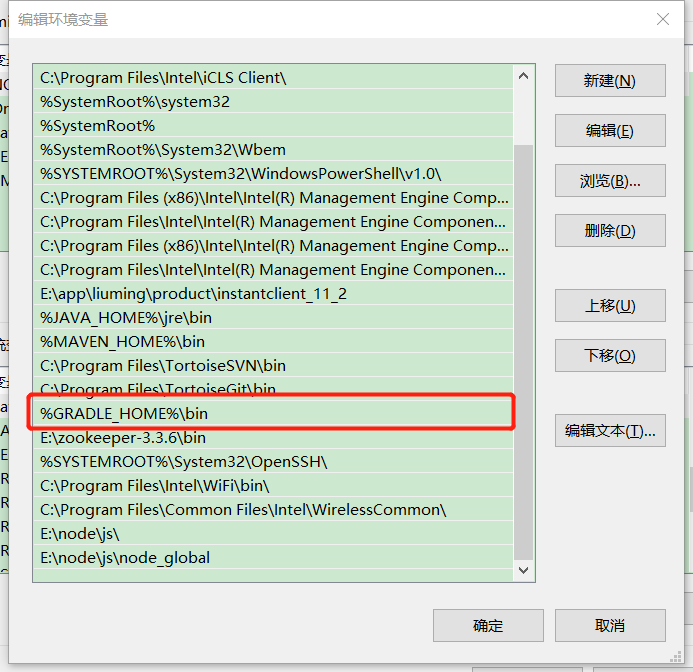 编辑环境变量
C:\Program Files\Intel\iCLS Client\
%SystemRoot%\system32
%SystemRoot%
%SystemRoot%\System32\Wbem
%SYSTEMROOT%\System32\WindowsPowerShell\v1.0\
C:\Program Files (x86)\Intel\Intel(R) Management Engine Comp...
C:\Program Files\Intel\Intel(R) Management Engine Componen...
C:\Program Files (x86)\Intel\Intel(R) Management Engine Comp...
C:\Program Files\Intel\Intel(R) Management Engine Componen...
E:\app\liuming\product\instantclient_11_2
%JAVA_HOME%\jre\bin
%MAVEN_HOME%\bin
C:\Program Files\TortoiseSVN\bin
C:\Program Files\TortoiseGit\bin
%GRADLE_HOME%\bin
E:\zookeeper-3.3.6\bin
%SYSTEMROOT%\System32\OpenSSH\
C:\Program Files\Intel\WiFi\bin\
C:\Program Files\Common Files\Intel\WirelessCommon\
E:\node\js\
E:\node\js\node_global
新建(N)
编辑(E)
浏览(B)...
删除(D)
上移(U)
下移(O)
编辑文本(T)...
确定
取消